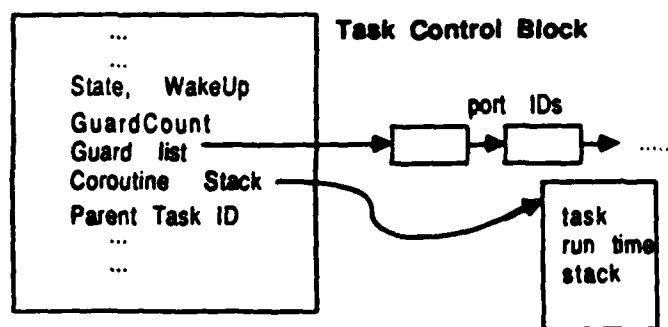 Task Control Block
...
...
State, WakeUp
GuardCount
Guard list
Coroutine Stack
Parent Task ID
...
...
port IDs
.....
task
run time
stack